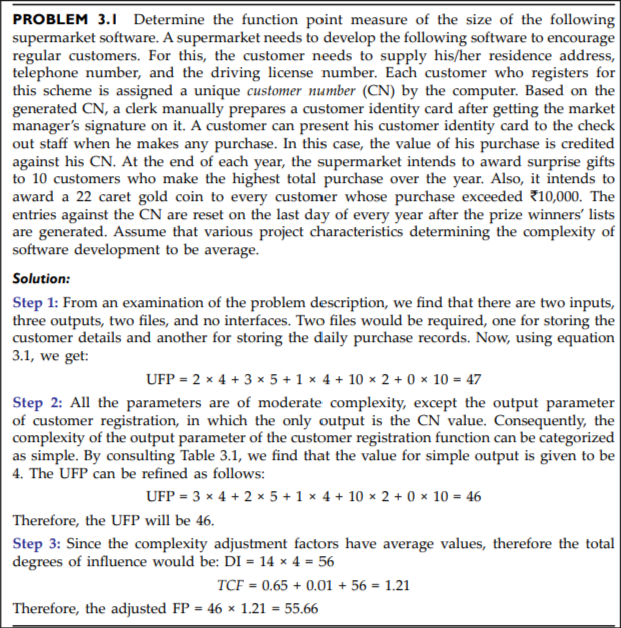 PROBLEM 3.1 Determine the function point measure of the size of the following
supermarket software. A supermarket needs to develop the following software to encourage
regular customers. For this, the customer needs to supply his/her residence address,
telephone number, and the driving license number. Each customer who registers for
this scheme is assigned a unique customer number (CN) by the computer. Based on the
generated CN, a clerk manually prepares a customer identity card after getting the market
manager's signature on it. A customer can present his customer identity card to the check
out staff when he makes any purchase. In this case, the value of his purchase is credited
against his CN. At the end of each year, the supermarket intends to award surprise gifts
to 10 customers who make the highest total purchase over the year. Also, it intends to
award a 22 caret gold coin to every customer whose purchase exceeded ₹10,000. The
entries against the CN are reset on the last day of every year after the prize winners' lists
are generated. Assume that various project characteristics determining the complexity of
software development to be average.
Solution:
Step 1: From an examination of the problem description, we find that there are two inputs,
three outputs, two files, and no interfaces. Two files would be required, one for storing the
customer details and another for storing the daily purchase records. Now, using equation
3.1, we get:
UFP = 2 × 4 + 3 × 5 + 1 × 4 + 10 × 2 + 0 × 10 = 47
Step 2: All the parameters are of moderate complexity, except the output parameter
of customer registration, in which the only output is the CN value. Consequently, the
complexity of the output parameter of the customer registration function can be categorized
as simple. By consulting Table 3.1, we find that the value for simple output is given to be
4. The UFP can be refined as follows:
UFP = 3 × 4 + 2 × 5 + 1 × 4 + 10 × 2 + 0 × 10 = 46
Therefore, the UFP will be 46.
Step 3: Since the complexity adjustment factors have average values, therefore the total
degrees of influence would be: DI = 14 × 4 = 56
TCF = 0.65 + 0.01 + 56 = 1.21
Therefore, the adjusted FP = 46 × 1.21 = 55.66